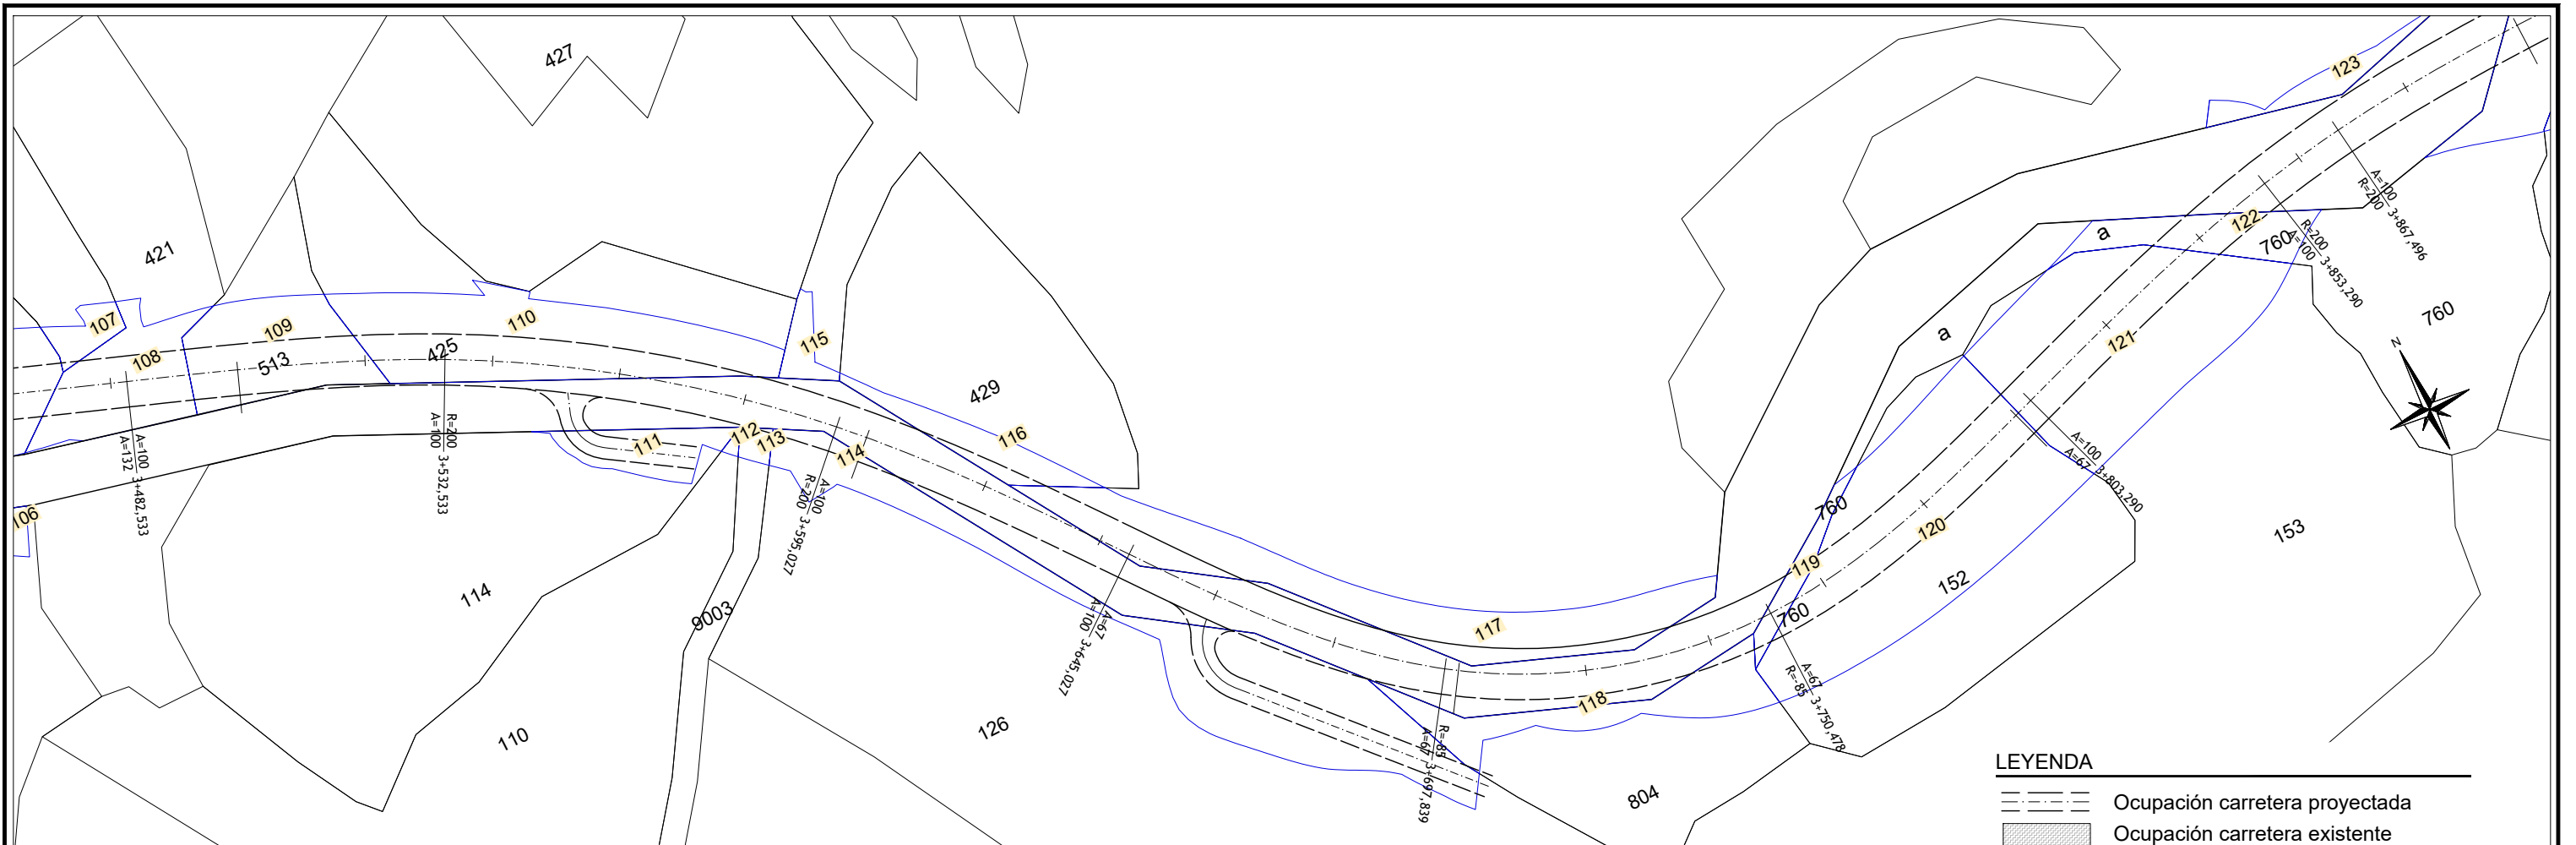 427
123
421
107
108
109
513
110
425
115
429
116
A=100
R=200 3+867,496
122
a
760
R=200
A=100 3+853,290
a
760
121
N
106
A=100
A=132 3+482,533
R=200
A=100 3+532,533
111
112
113
114
A=100
R=200 3+595,027
A=100
A=67 3+803,290
760
120
153
119
152
114
9003
A=67
A=100 3+645,027
117
760
126
110
118
A=67
R=-85 3+750,478
R=-85
A=67 3+697,839
804
LEYENDA
Ocupación carretera proyectada
Ocupación carretera existente